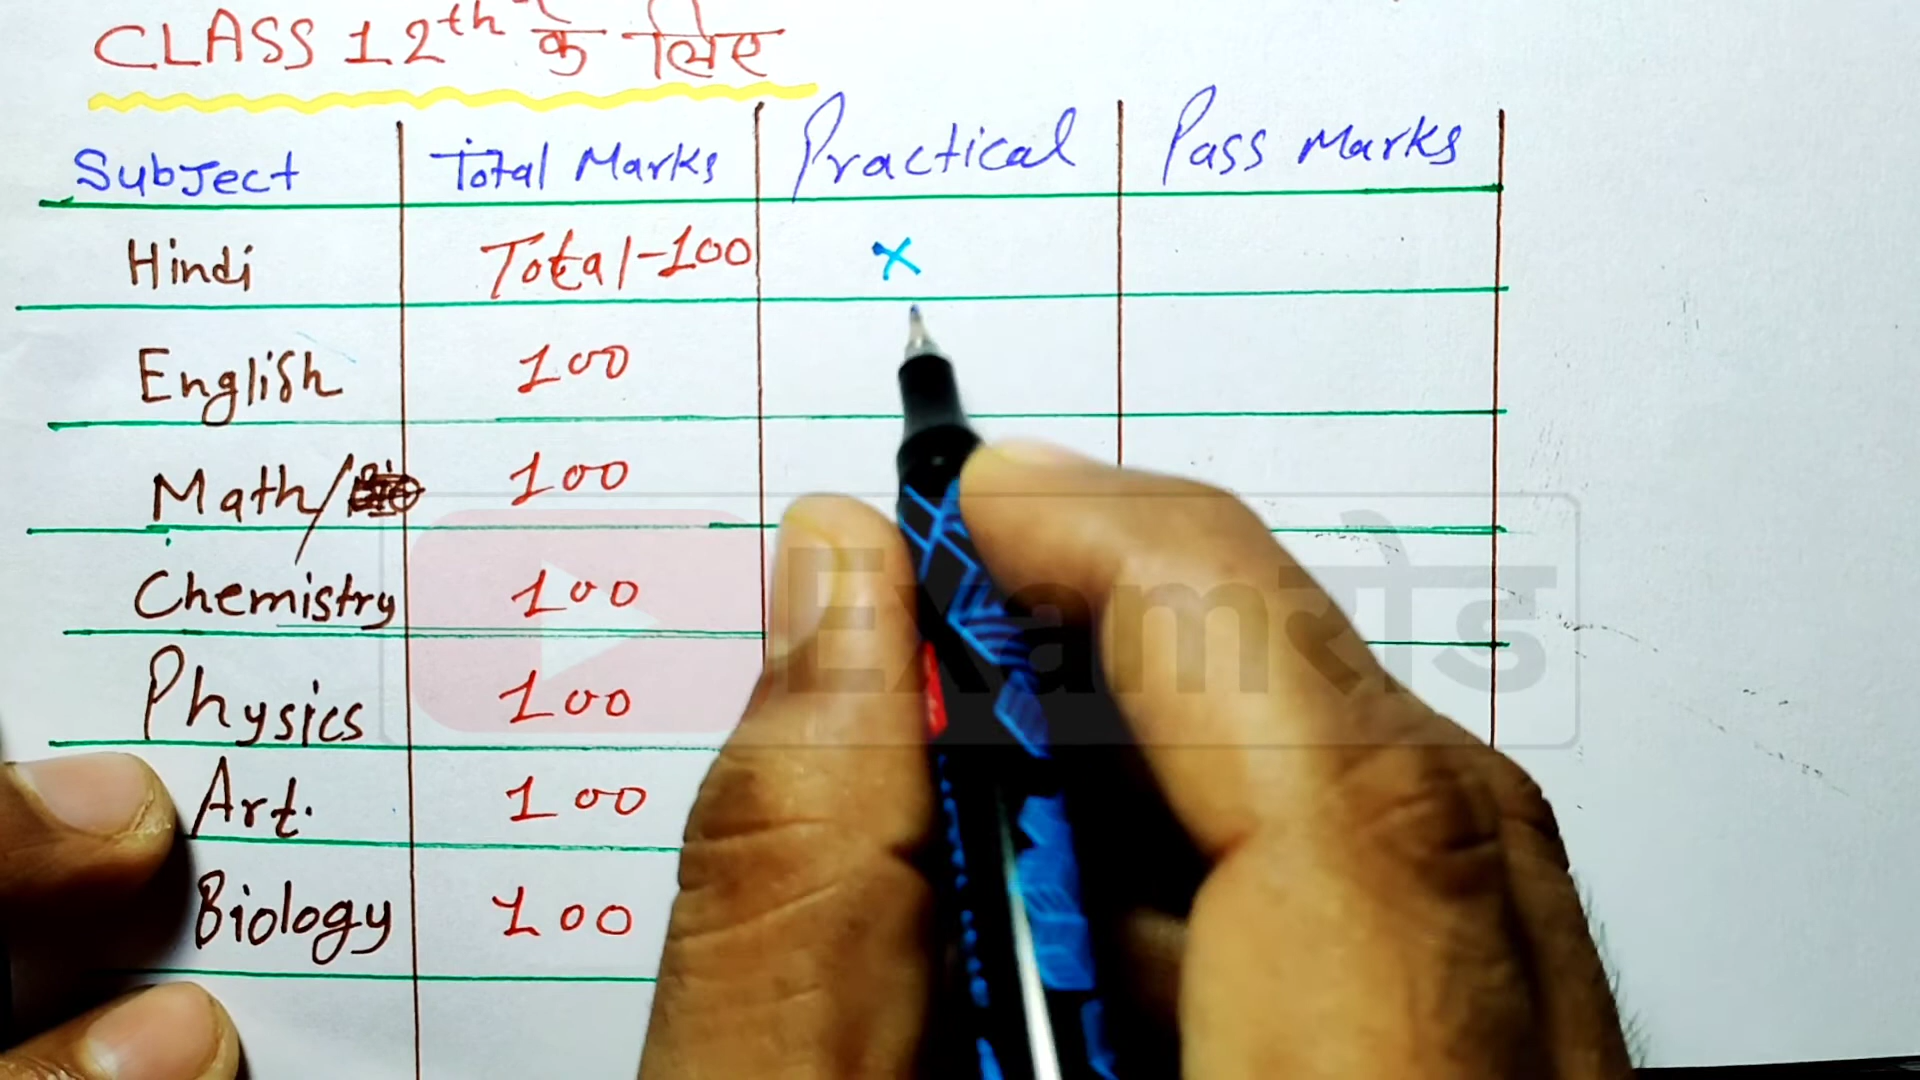 CLASS 12th के लिए
Subject Total Marks Practical Pass Marks
Hindi Total-100 ×
English 100
Math/ 100
Chemistry 100
Physics 100
Art. 100
Biology 100
Examरोड